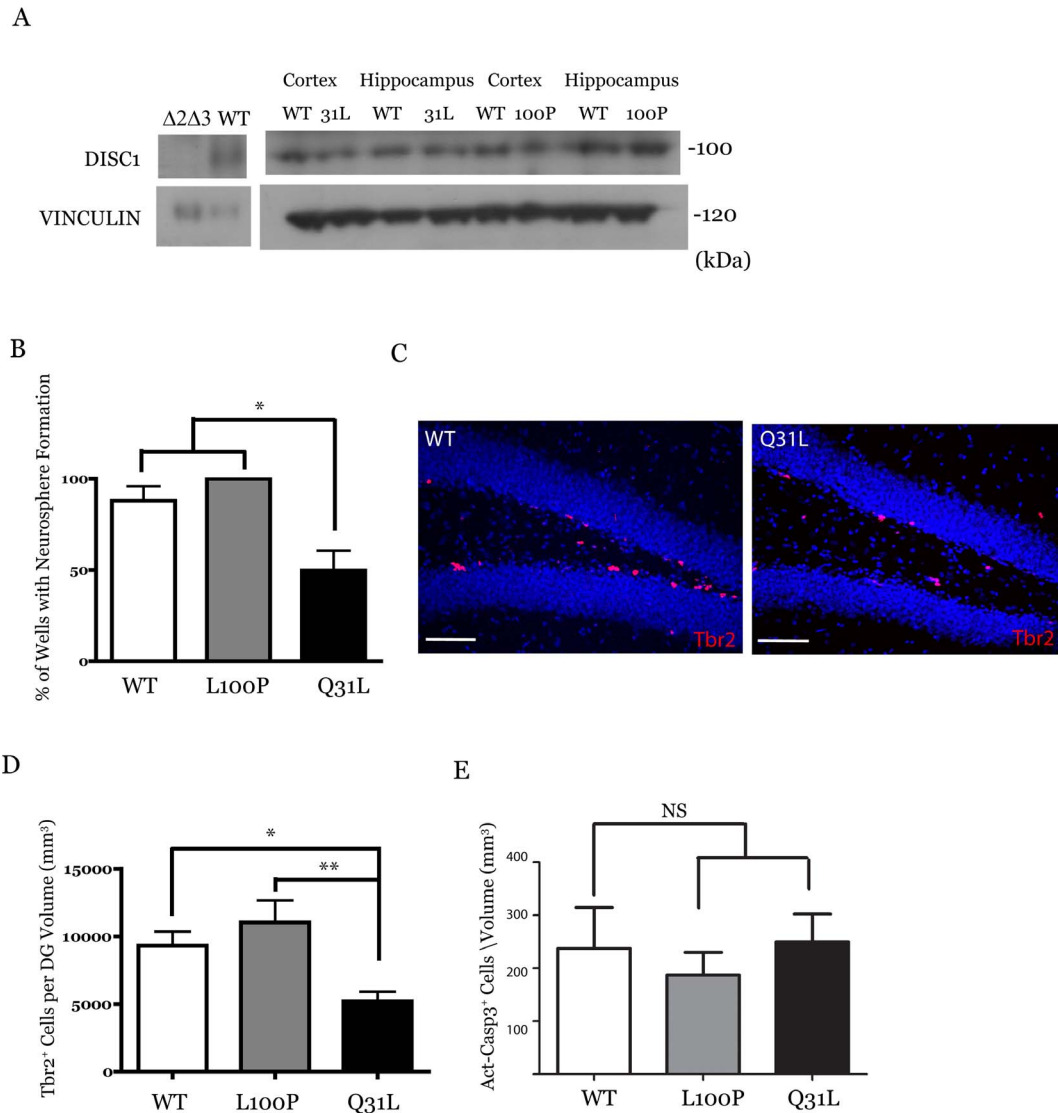 A
Cortex Hippocampus Cortex Hippocampus
Δ2Δ3 WT WT 31L WT 31L WT 100P WT 100P
DISC1 -100
VINCULIN -120
(kDa)
B
% of Wells with Neurosphere Formation
*
100
50
0
WT L100P Q31L
C
WT Q31L
Tbr2 Tbr2
D
Tbr2⁺ Cells per DG Volume (mm³)
*
**
15000
10000
5000
0
WT L100P Q31L
E
Act-Casp3⁺ Cells \Volume (mm³)
NS
400
300
200
100
WT L100P Q31L